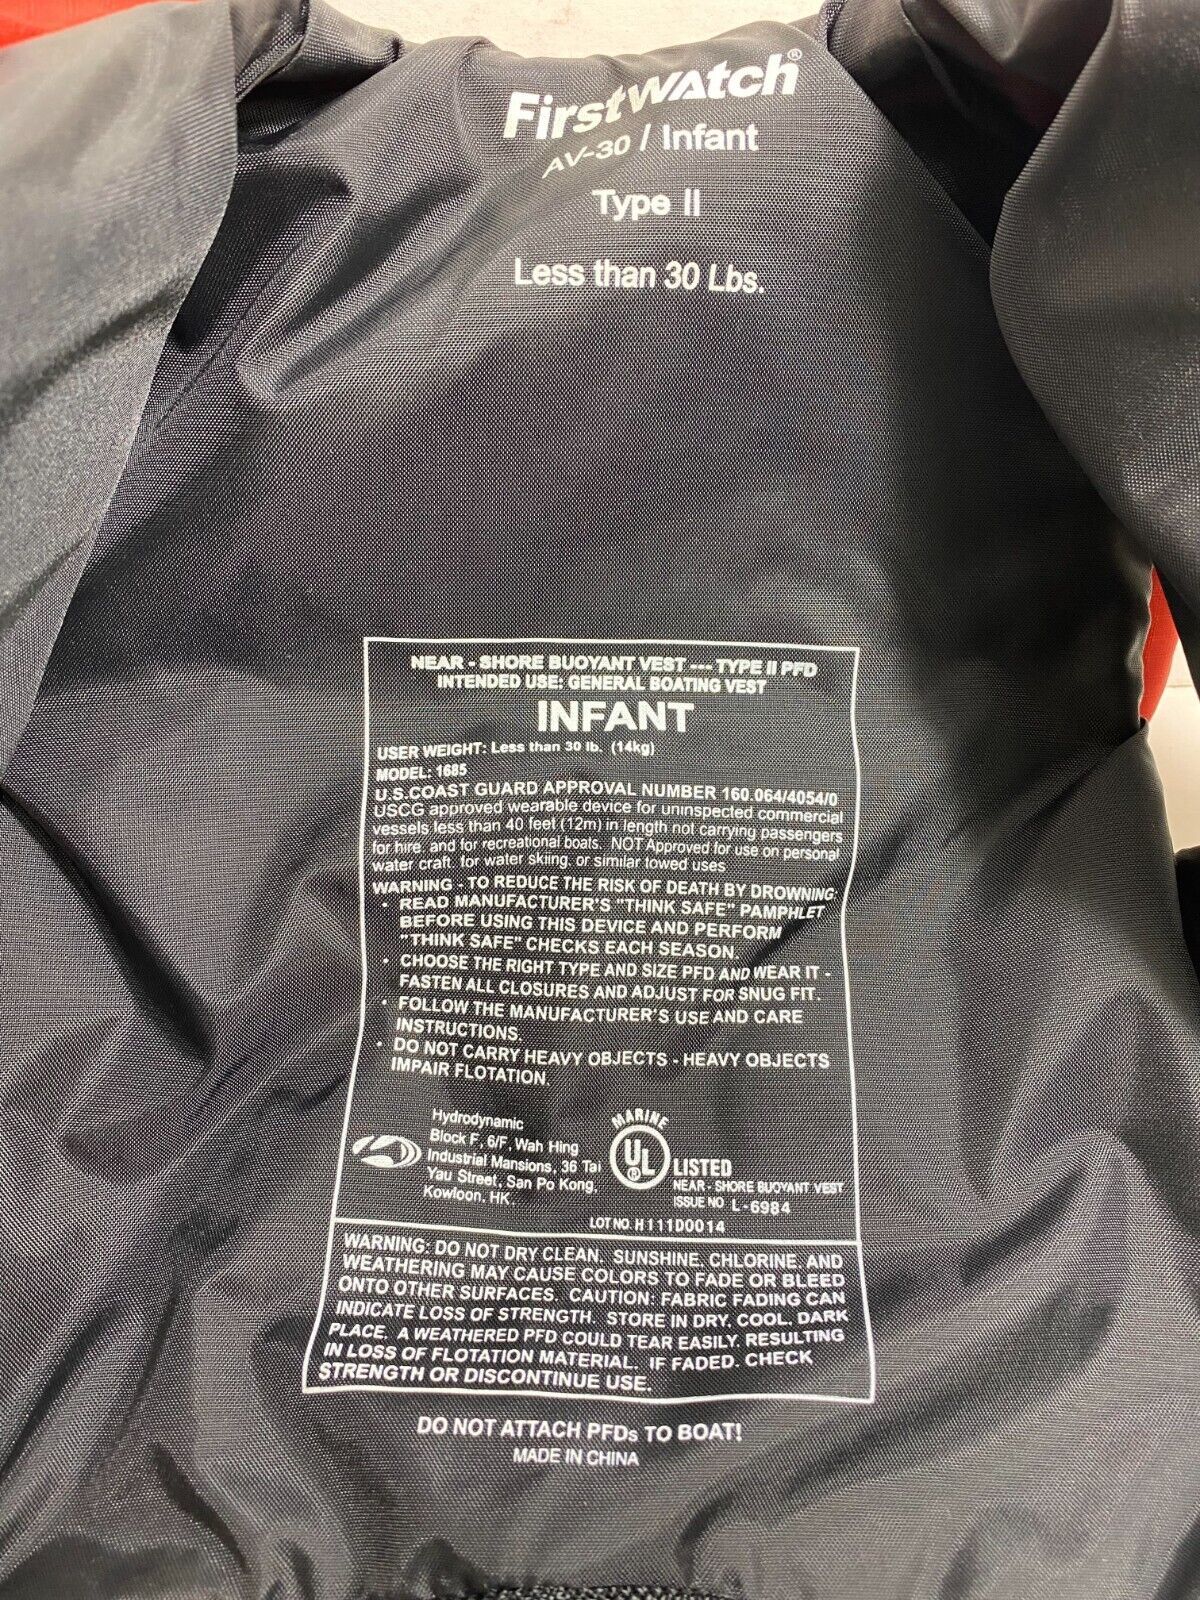 FirstWatch®
AV-30 / Infant
Type II
Less than 30 Lbs.
NEAR - SHORE BUOYANT VEST --- TYPE II PFD
INTENDED USE: GENERAL BOATING VEST
INFANT
USER WEIGHT: Less than 30 lb. (14kg)
MODEL: 1685
U.S.COAST GUARD APPROVAL NUMBER 160.064/4054/0
USCG approved wearable device for uninspected commercial
vessels less than 40 feet (12m) in length not carrying passengers
for hire, and for recreational boats. NOT Approved for use on personal
water craft, for water skiing, or similar towed uses
WARNING - TO REDUCE THE RISK OF DEATH BY DROWNING:
• READ MANUFACTURER'S "THINK SAFE" PAMPHLET
BEFORE USING THIS DEVICE AND PERFORM
"THINK SAFE" CHECKS EACH SEASON.
• CHOOSE THE RIGHT TYPE AND SIZE PFD AND WEAR IT -
FASTEN ALL CLOSURES AND ADJUST FOR SNUG FIT.
• FOLLOW THE MANUFACTURER'S USE AND CARE
INSTRUCTIONS.
• DO NOT CARRY HEAVY OBJECTS - HEAVY OBJECTS
IMPAIR FLOTATION.
Hydrodynamic
Block F, 6/F, Wah Hing
Industrial Mansions, 36 Tai
Yau Street, San Po Kong,
Kowloon, HK.
MARINE
UL®
LISTED
NEAR - SHORE BUOYANT VEST
ISSUE NO L-6984
LOT NO. H111D0014
WARNING: DO NOT DRY CLEAN. SUNSHINE, CHLORINE, AND
WEATHERING MAY CAUSE COLORS TO FADE OR BLEED
ONTO OTHER SURFACES. CAUTION: FABRIC FADING CAN
INDICATE LOSS OF STRENGTH. STORE IN DRY, COOL, DARK
PLACE. A WEATHERED PFD COULD TEAR EASILY, RESULTING
IN LOSS OF FLOTATION MATERIAL. IF FADED, CHECK
STRENGTH OR DISCONTINUE USE.
DO NOT ATTACH PFDs TO BOAT!
MADE IN CHINA